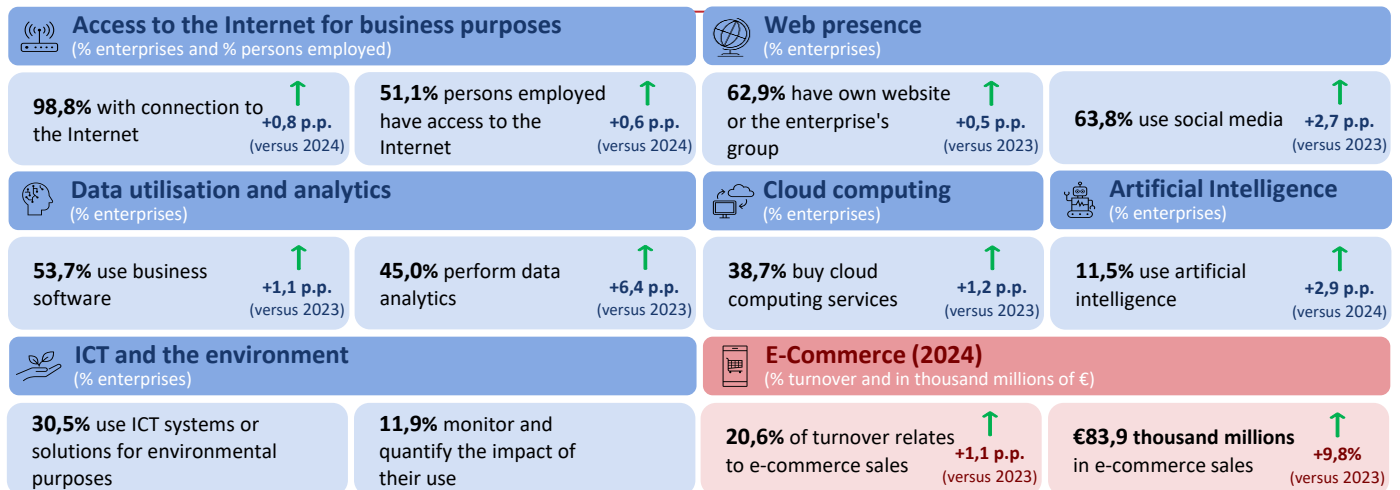 Access to the Internet for business purposes
(% enterprises and % persons employed)
98,8% with connection to
the Internet
+0,8 p.p.
(versus 2024)
51,1% persons employed
have access to the
Internet
+0,6 p.p.
(versus 2024)
Web presence
(% enterprises)
62,9% have own website
or the enterprise's
group
+0,5 p.p.
(versus 2023)
63,8% use social media
+2,7 p.p.
(versus 2023)
Data utilisation and analytics
(% enterprises)
53,7% use business
software
+1,1 p.p.
(versus 2023)
45,0% perform data
analytics
+6,4 p.p.
(versus 2023)
Cloud computing
(% enterprises)
38,7% buy cloud
computing services
+1,2 p.p.
(versus 2023)
Artificial Intelligence
(% enterprises)
11,5% use artificial
intelligence
+2,9 p.p.
(versus 2024)
ICT and the environment
(% enterprises)
30,5% use ICT systems or
solutions for environmental
purposes
11,9% monitor and
quantify the impact of
their use
E-Commerce (2024)
(% turnover and in thousand millions of €)
20,6% of turnover relates
to e-commerce sales
+1,1 p.p.
(versus 2023)
€83,9 thousand millions
in e-commerce sales
+9,8%
(versus 2023)